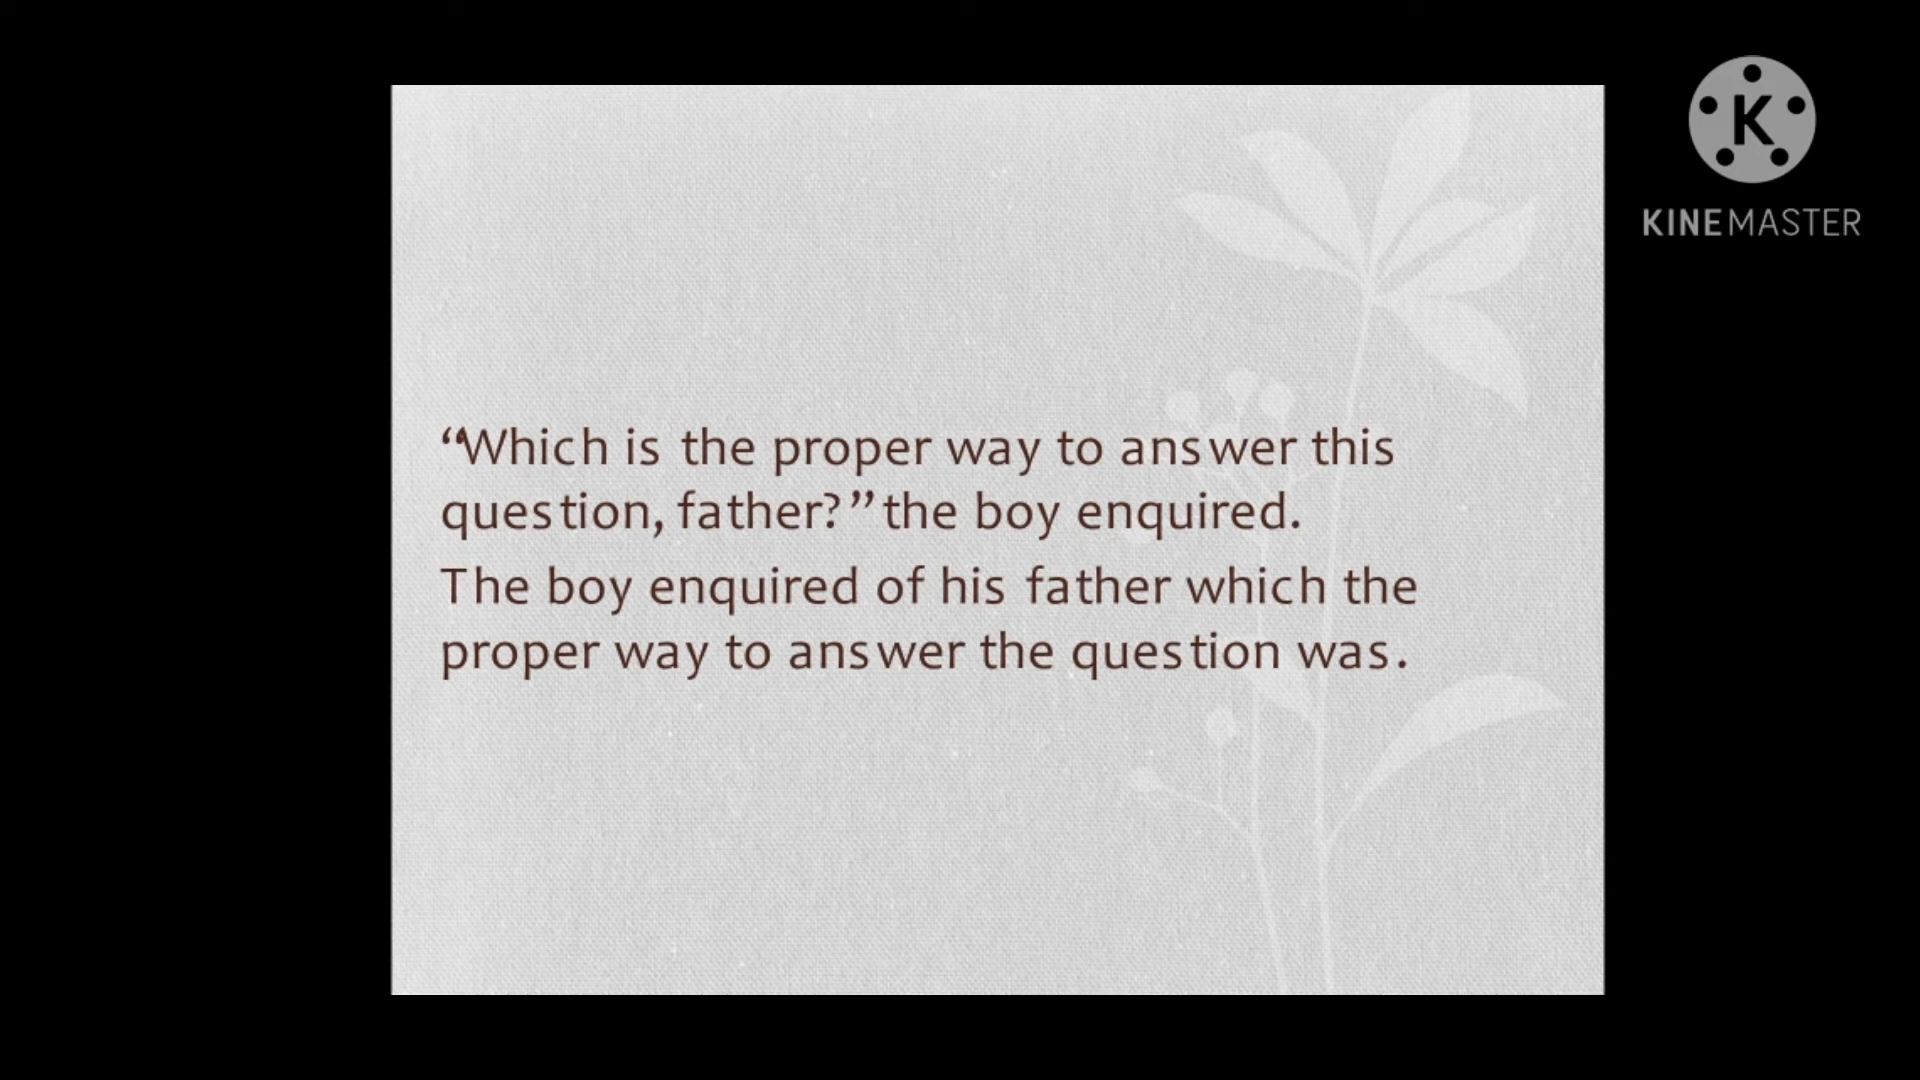 K
KINEMASTER
“Which is the proper way to answer this
question, father?” the boy enquired.
The boy enquired of his father which the
proper way to answer the question was.